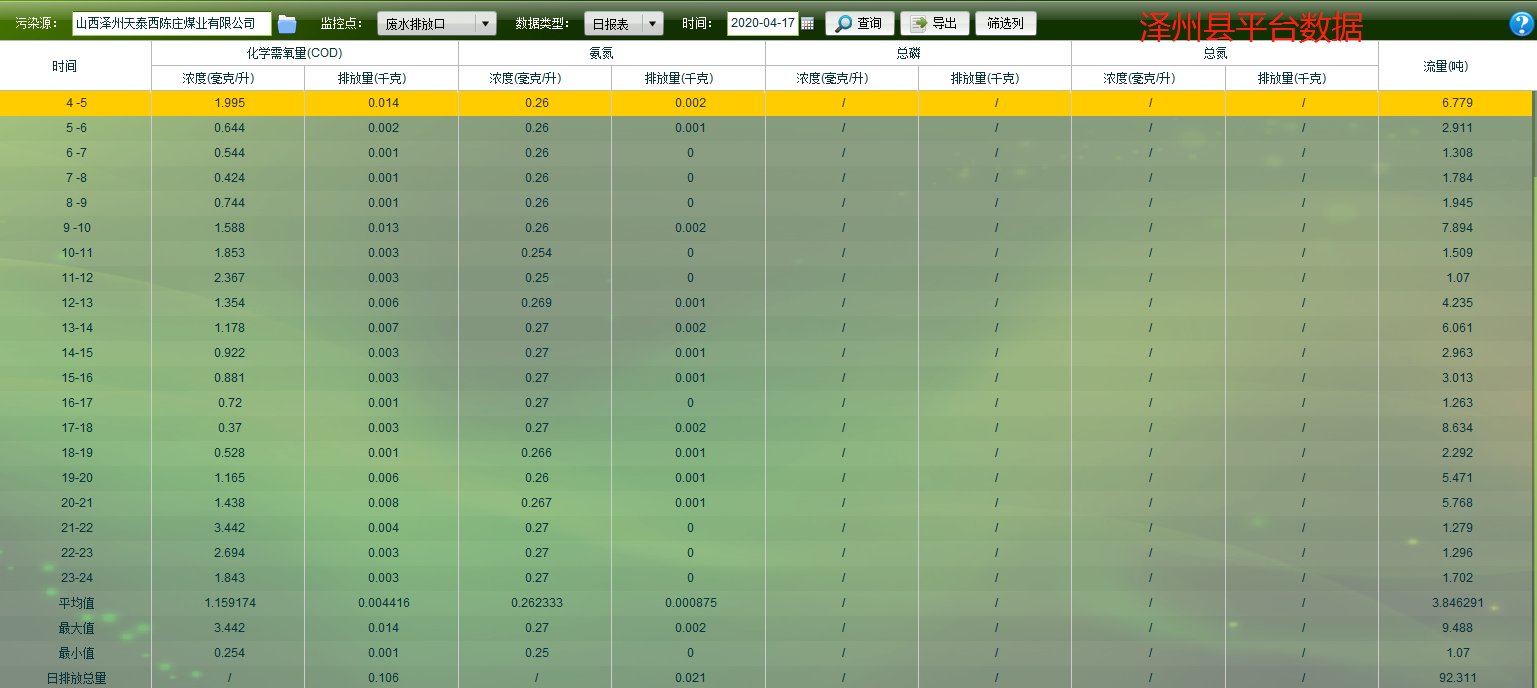 污染源： 山西泽州天泰西陈庄煤业有限公司 监控点： 废水排放口 数据类型： 日报表 时间： 2020-04-17 查询 导出 筛选列 泽州县平台数据
时间 化学需氧量(COD) 氨氮 总磷 总氮 流量(吨)
浓度(毫克/升) 排放量(千克) 浓度(毫克/升) 排放量(千克) 浓度(毫克/升) 排放量(千克) 浓度(毫克/升) 排放量(千克)
4 -5 1.995 0.014 0.26 0.002 / / / / 6.779
5 -6 0.644 0.002 0.26 0.001 / / / / 2.911
6 -7 0.544 0.001 0.26 0 / / / / 1.308
7 -8 0.424 0.001 0.26 0 / / / / 1.784
8 -9 0.744 0.001 0.26 0 / / / / 1.945
9 -10 1.588 0.013 0.26 0.002 / / / / 7.894
10-11 1.853 0.003 0.254 0 / / / / 1.509
11-12 2.367 0.003 0.25 0 / / / / 1.07
12-13 1.354 0.006 0.269 0.001 / / / / 4.235
13-14 1.178 0.007 0.27 0.002 / / / / 6.061
14-15 0.922 0.003 0.27 0.001 / / / / 2.963
15-16 0.881 0.003 0.27 0.001 / / / / 3.013
16-17 0.72 0.001 0.27 0 / / / / 1.263
17-18 0.37 0.003 0.27 0.002 / / / / 8.634
18-19 0.528 0.001 0.266 0.001 / / / / 2.292
19-20 1.165 0.006 0.26 0.001 / / / / 5.471
20-21 1.438 0.008 0.267 0.001 / / / / 5.768
21-22 3.442 0.004 0.27 0 / / / / 1.279
22-23 2.694 0.003 0.27 0 / / / / 1.296
23-24 1.843 0.003 0.27 0 / / / / 1.702
平均值 1.159174 0.004416 0.262333 0.000875 / / / / 3.846291
最大值 3.442 0.014 0.27 0.002 / / / / 9.488
最小值 0.254 0.001 0.25 0 / / / / 1.07
日排放总量 / 0.106 / 0.021 / / / / 92.311